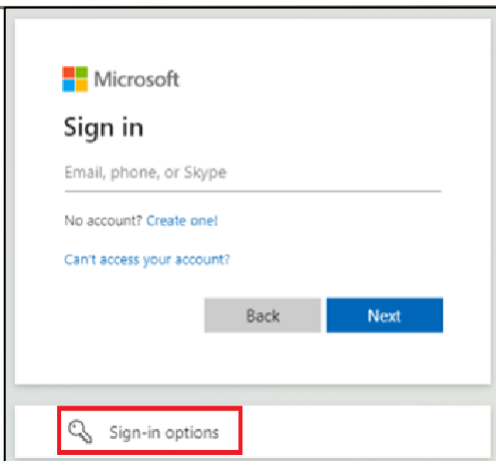 Microsoft
Sign in
Email, phone, or Skype
No account? Create one!
Can't access your account?
Back Next
Sign-in options